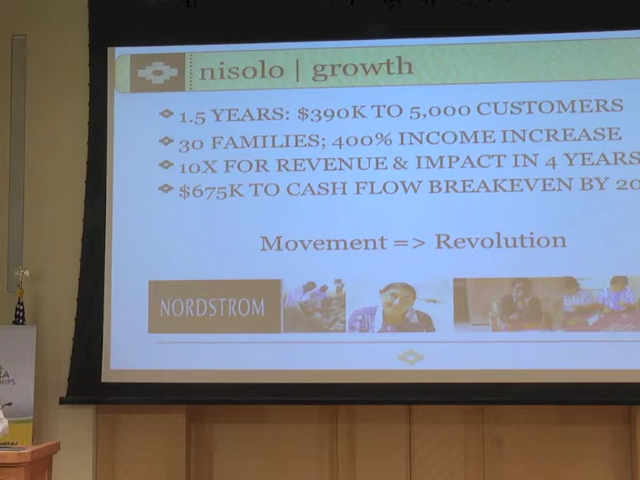 nisolo | growth
1.5 YEARS: $390K TO 5,000 CUSTOMERS
30 FAMILIES; 400% INCOME INCREASE
10X FOR REVENUE & IMPACT IN 4 YEARS
$675K TO CASH FLOW BREAKEVEN BY 20
Movement => Revolution
NORDSTROM